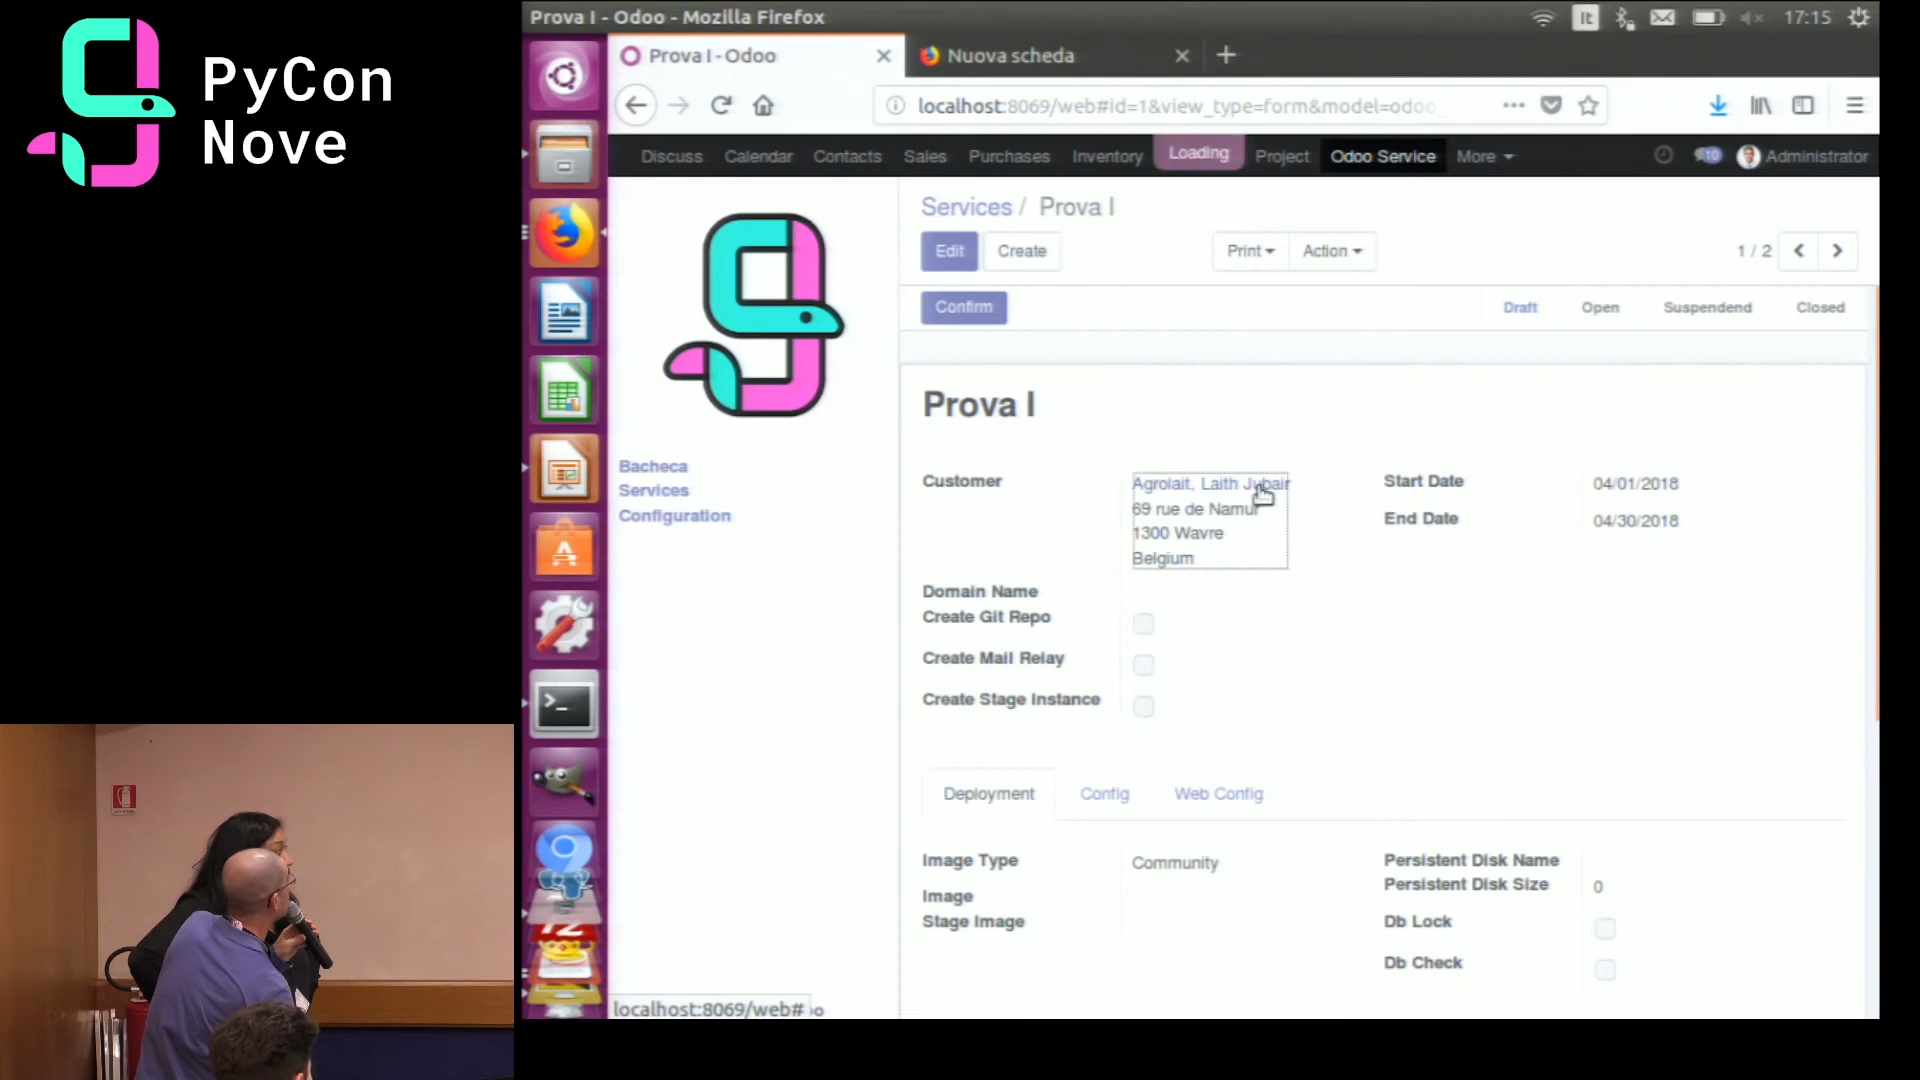 PyCon
Nove
Prova I - Odoo - Mozilla Firefox
It
17:15
Prova I - Odoo
Nuova scheda
localhost:8069/web#id=1&view_type=form&model=odoo
Discuss Calendar Contacts Sales Purchases Inventory Loading Project Odoo Service More 10 Administrator
Services / Prova I
Edit Create Print Action 1 / 2
Confirm Draft Open Suspendend Closed
Prova I
Bacheca
Services
Configuration
Customer
Agrolait, Laith Jubair
69 rue de Namur
1300 Wavre
Belgium
Start Date 04/01/2018
End Date 04/30/2018
Domain Name
Create Git Repo
Create Mail Relay
Create Stage Instance
Deployment Config Web Config
Image Type Community
Image
Stage Image
Persistent Disk Name
Persistent Disk Size 0
Db Lock
Db Check
localhost:8069/web#